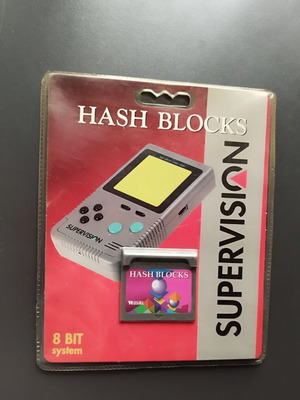 HASH BLOCKS
SUPERVISION
SUPERVISION
HASH BLOCKS
8 BIT
system